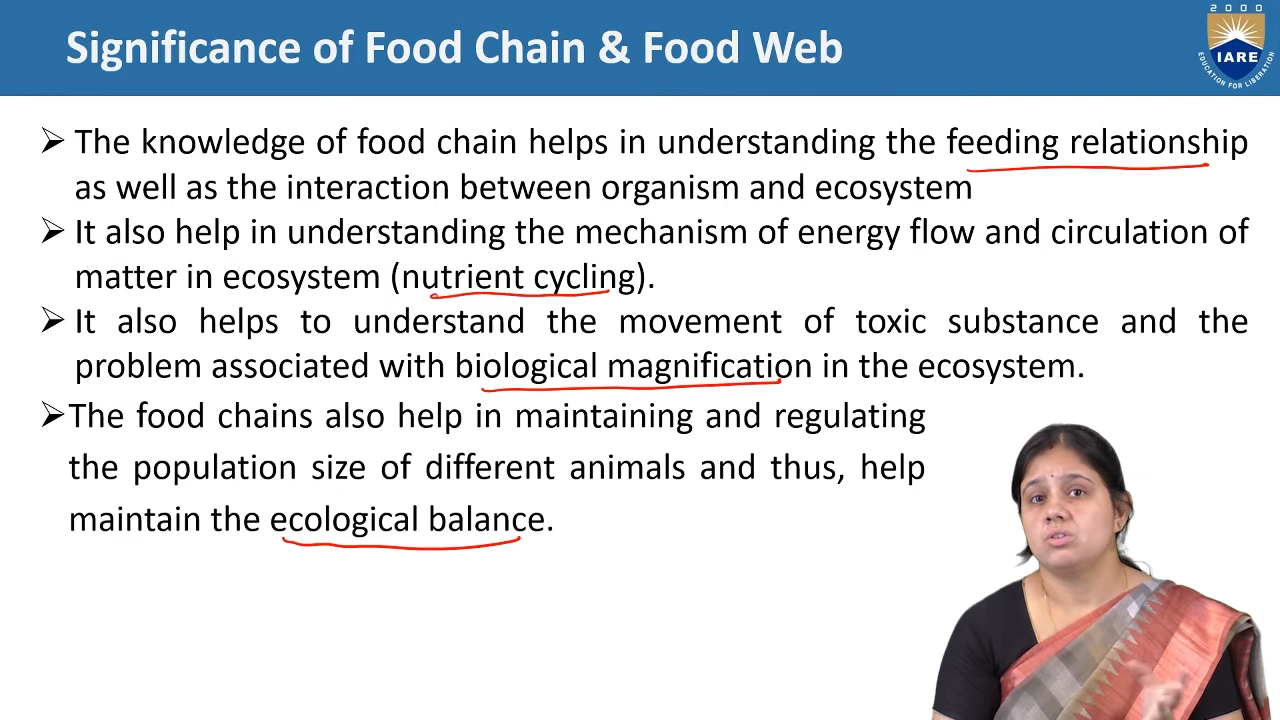 Significance of Food Chain & Food Web
2000
IARE
EDUCATION FOR LIBERATION
➢ The knowledge of food chain helps in understanding the feeding relationship
as well as the interaction between organism and ecosystem
➢ It also help in understanding the mechanism of energy flow and circulation of
matter in ecosystem (nutrient cycling).
➢ It also helps to understand the movement of toxic substance and the
problem associated with biological magnification in the ecosystem.
➢The food chains also help in maintaining and regulating
the population size of different animals and thus, help
maintain the ecological balance.